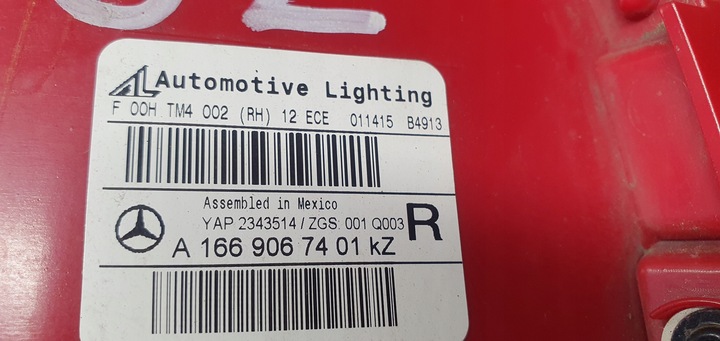 AL Automotive Lighting
F 00H TM4 002 (RH) 12 ECE 011415 B4913
Assembled in Mexico
YAP 2343514 / ZGS: 001 Q003 R
A 166 906 74 01 kZ